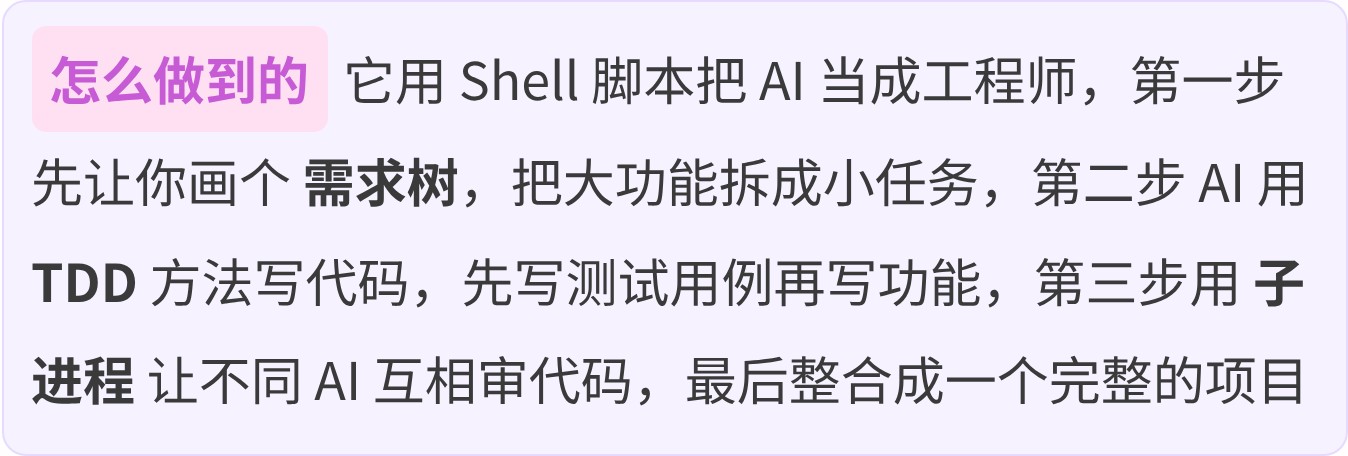 怎么做到的 它用 Shell 脚本把 AI 当成工程师，第一步
先让你画个 需求树，把大功能拆成小任务，第二步 AI 用
TDD 方法写代码，先写测试用例再写功能，第三步用 子
进程 让不同 AI 互相审代码，最后整合成一个完整的项目